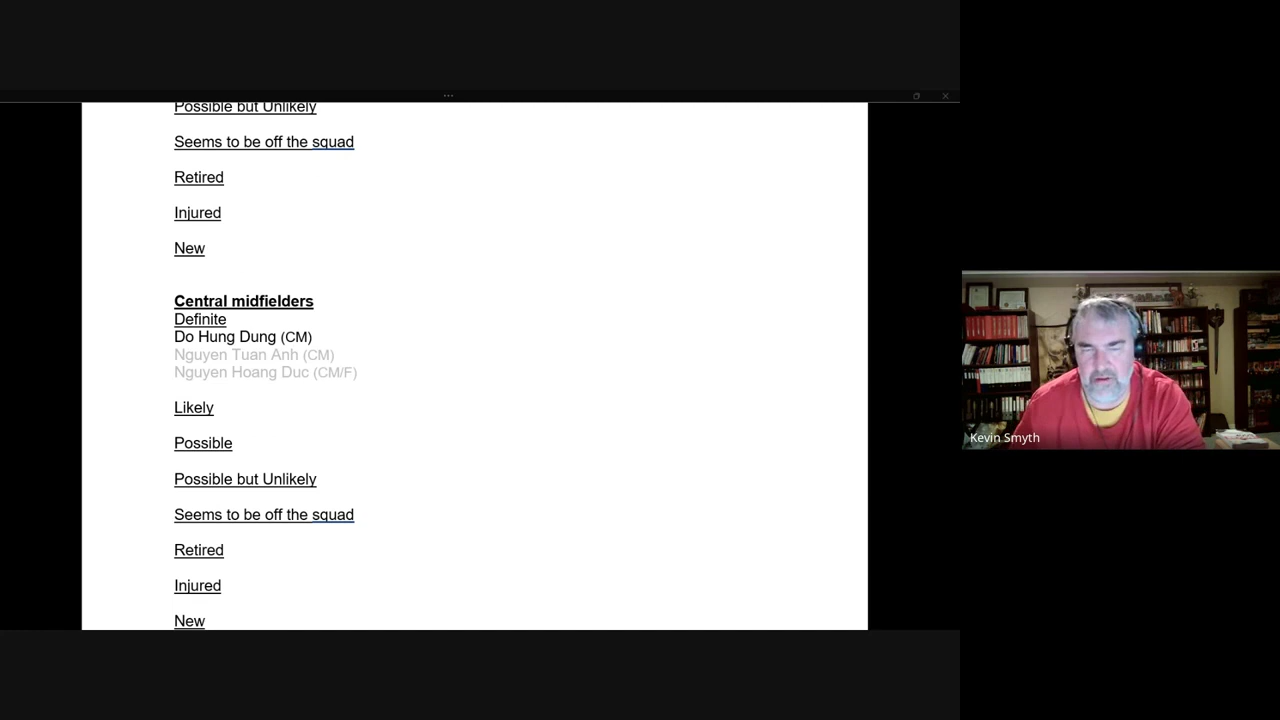 Possible but Unlikely
Seems to be off the squad
Retired
Injured
New
Central midfielders
Definite
Do Hung Dung (CM)
Nguyen Tuan Anh (CM)
Nguyen Hoang Duc (CM/F)
Likely
Possible
Possible but Unlikely
Seems to be off the squad
Retired
Injured
New
Kevin Smyth